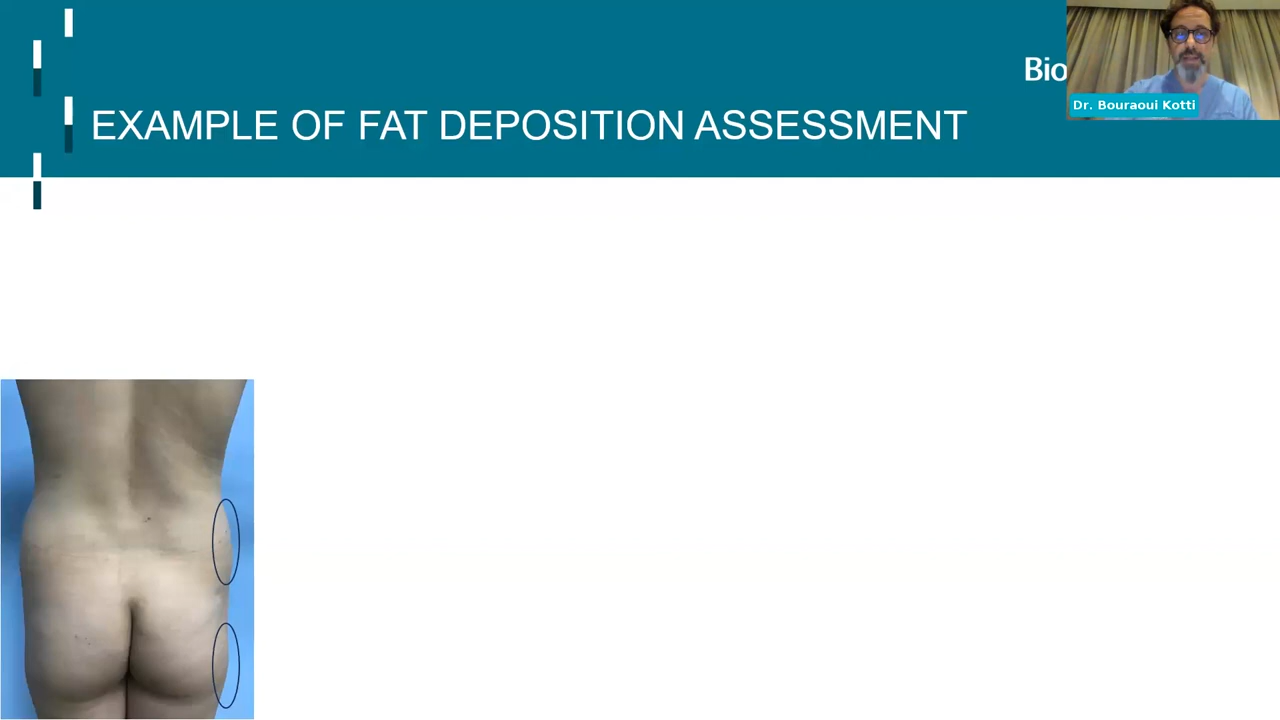 Bio
EXAMPLE OF FAT DEPOSITION ASSESSMENT
Dr. Bouraoui Kotti